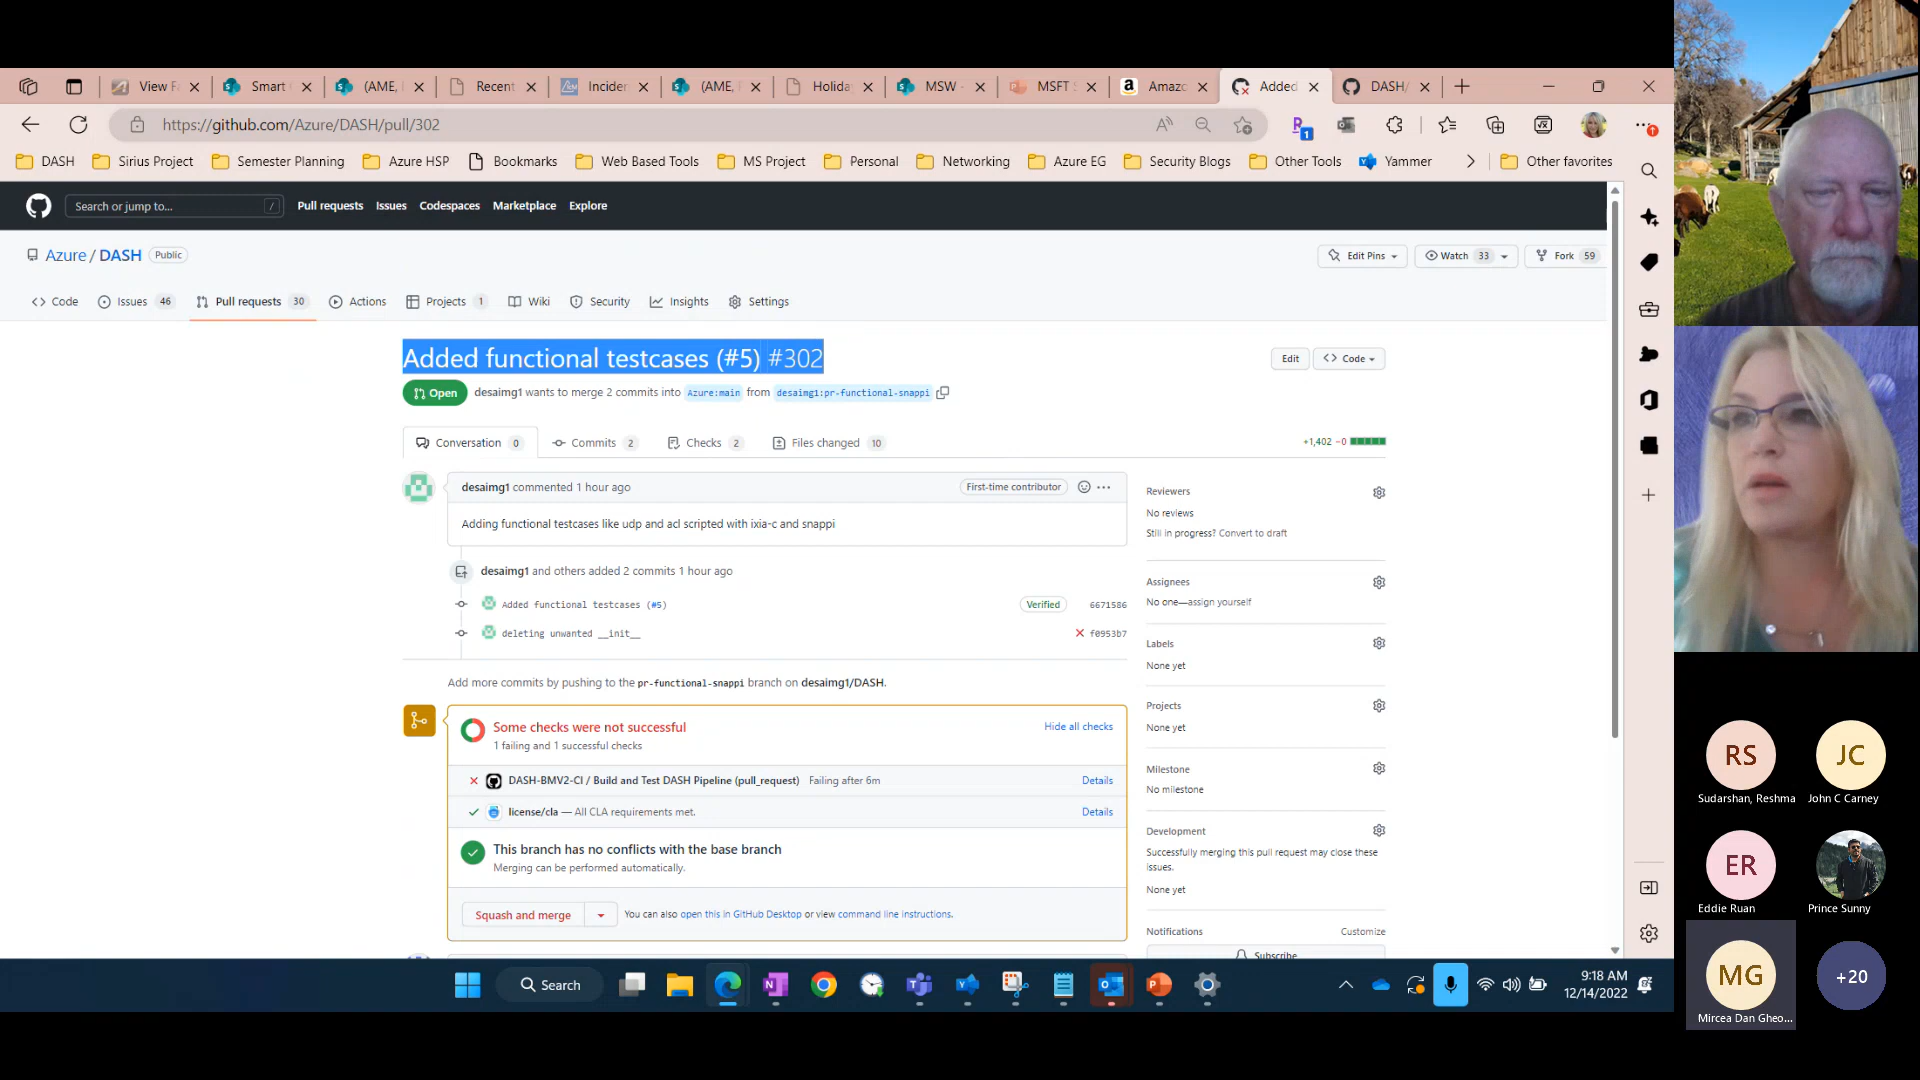 View F
Smart
(AME,
Recent
Incider
(AME, T
Holida
MSW -
MSFT S
Amazo
Added
DASH/
https://github.com/Azure/DASH/pull/302
DASH
Sirius Project
Semester Planning
Azure HSP
Bookmarks
Web Based Tools
MS Project
Personal
Networking
Azure EG
Security Blogs
Other Tools
Yammer
Other favorites
Search or jump to...
/
Pull requests
Issues
Codespaces
Marketplace
Explore
Azure / DASH Public
Edit Pins
Watch 33
Fork 59
Code
Issues 46
Pull requests 30
Actions
Projects 1
Wiki
Security
Insights
Settings
Added functional testcases (#5) #302
Edit
<> Code
Open
desaimg1 wants to merge 2 commits into Azure:main from desaimg1:pr-functional-snappi
Conversation 0
Commits 2
Checks 2
Files changed 10
+1,402 −0
desaimg1 commented 1 hour ago
First-time contributor
Adding functional testcases like udp and acl scripted with ixia-c and snappi
desaimg1 and others added 2 commits 1 hour ago
Added functional testcases (#5)
Verified
6671586
deleting unwanted __init__
f0953b7
Add more commits by pushing to the pr-functional-snappi branch on desaimg1/DASH.
Some checks were not successful
1 failing and 1 successful checks
Hide all checks
DASH-BMV2-CI / Build and Test DASH Pipeline (pull_request) Failing after 6m
Details
license/cla — All CLA requirements met.
Details
This branch has no conflicts with the base branch
Merging can be performed automatically.
Squash and merge
You can also open this in GitHub Desktop or view command line instructions.
Reviewers
No reviews
Still in progress? Convert to draft
Assignees
No one—assign yourself
Labels
None yet
Projects
None yet
Milestone
No milestone
Development
Successfully merging this pull request may close these
issues.
None yet
Notifications
Customize
Subscribe
Search
9:18 AM
12/14/2022
RS
Sudarshan, Reshma
JC
John C Carney
ER
Eddie Ruan
Prince Sunny
MG
Mircea Dan Gheo...
+20